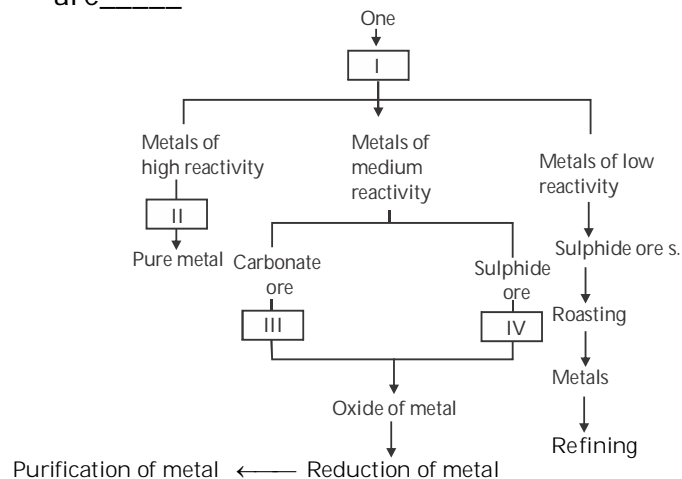 are_____
One
I
Metals of
high reactivity
Metals of
medium
reactivity
Metals of low
reactivity
II
Pure metal
Carbonate
ore
Sulphide
ore
Sulphide ore s.
III
IV
Roasting
Metals
Oxide of metal
Refining
Purification of metal ← Reduction of metal